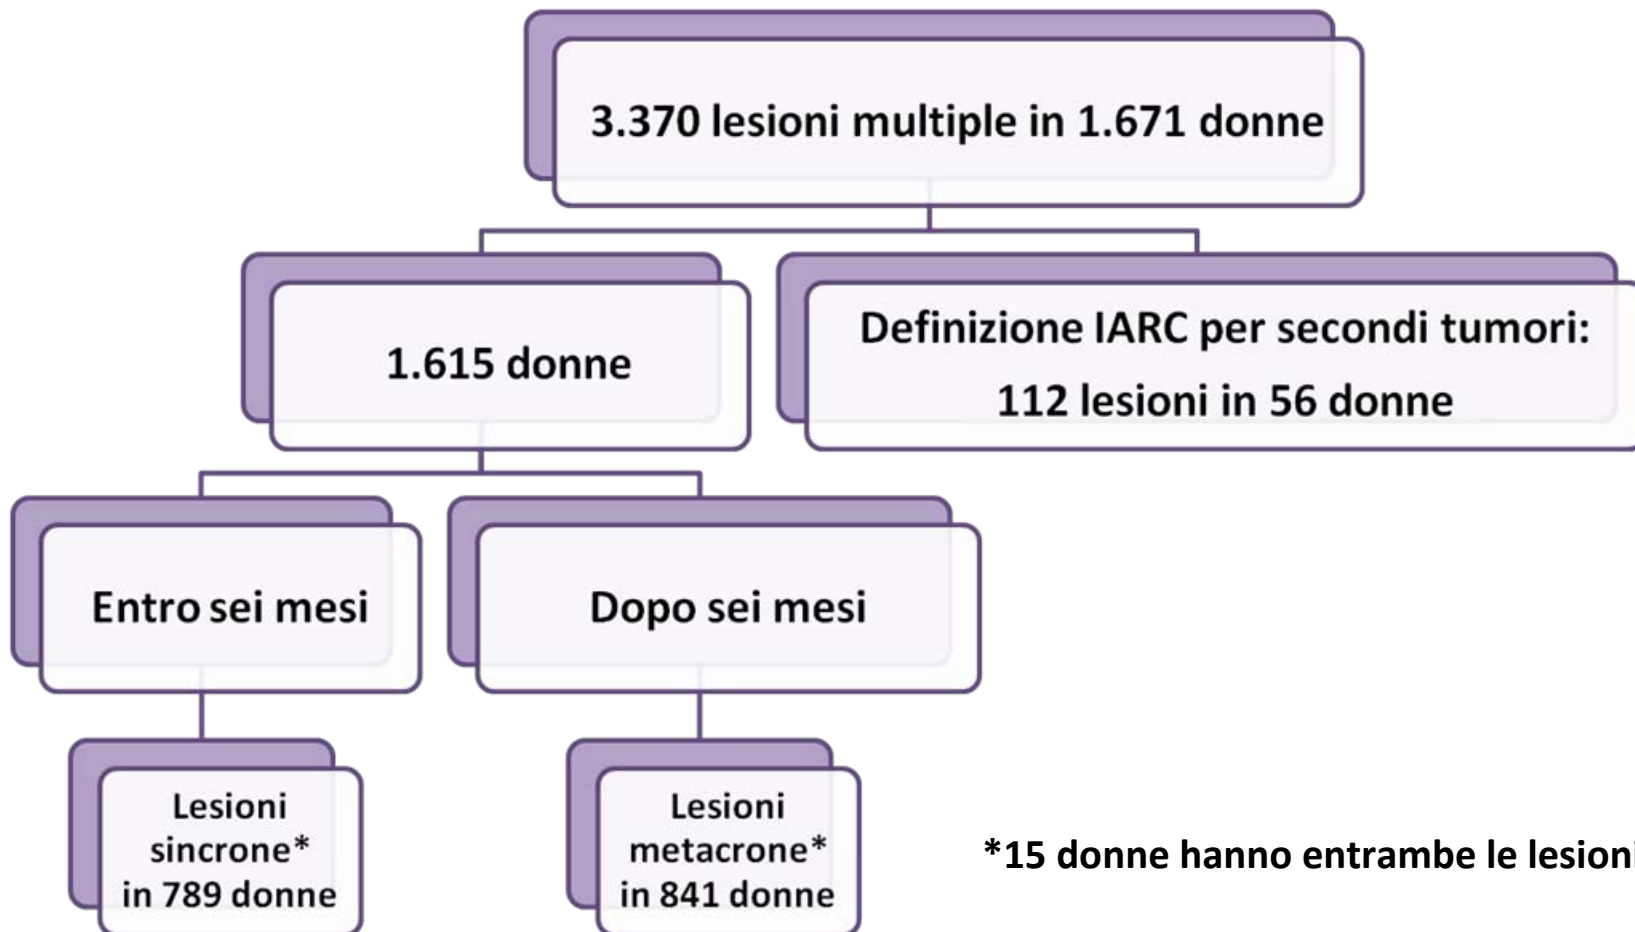 3.370 lesioni multiple in 1.671 donne
1.615 donne
Definizione IARC per secondi tumori:
112 lesioni in 56 donne
Entro sei mesi
Dopo sei mesi
Lesioni
sincrone*
in 789 donne
Lesioni
metacrone*
in 841 donne
*15 donne hanno entrambe le lesioni